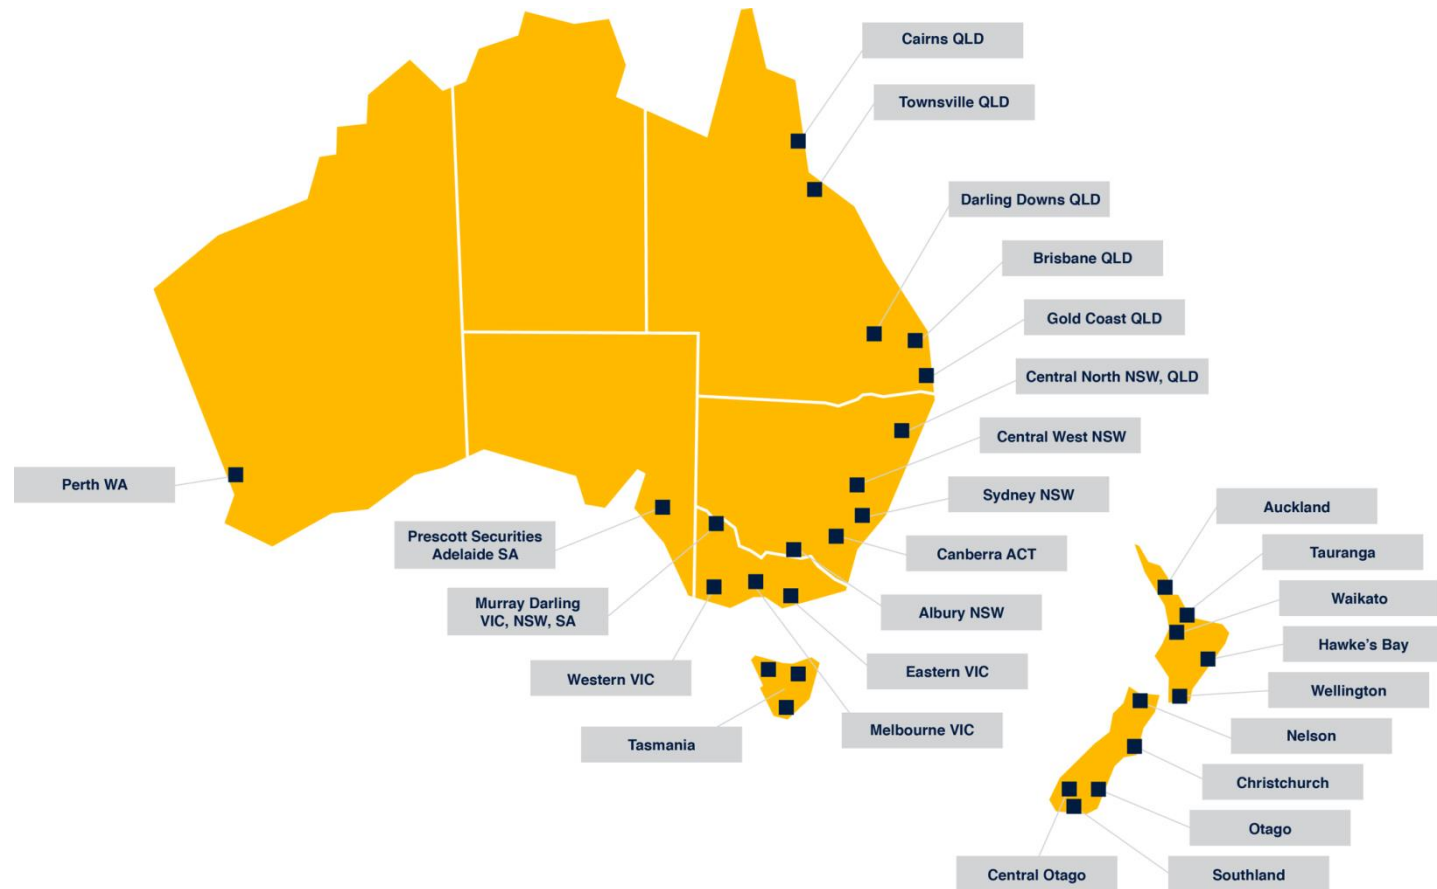 Cairns QLD
Townsville QLD
Darling Downs QLD
Brisbane QLD
Gold Coast QLD
Central North NSW, QLD
Central West NSW
Sydney NSW
Canberra ACT
Albury NSW
Eastern VIC
Melbourne VIC
Perth WA
Prescott Securities
Adelaide SA
Murray Darling
VIC, NSW, SA
Western VIC
Tasmania
Auckland
Tauranga
Waikato
Hawke’s Bay
Wellington
Nelson
Christchurch
Otago
Southland
Central Otago